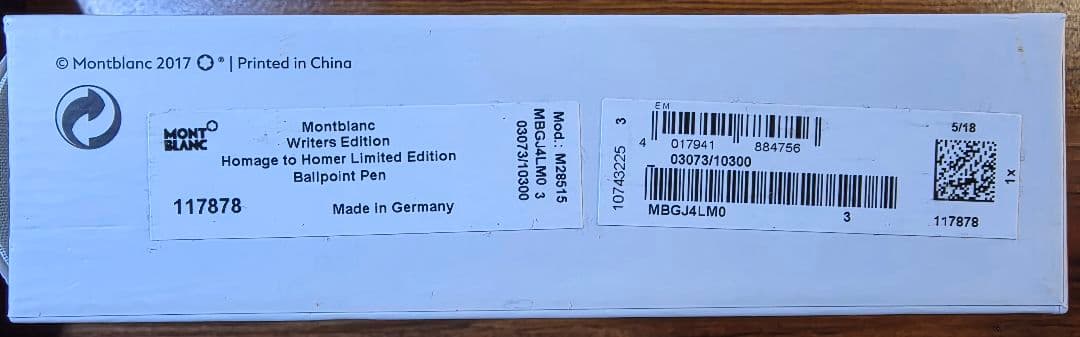 © Montblanc 2017 ® | Printed in China
MONT
BLANC
Montblanc
Writers Edition
Homage to Homer Limited Edition
Ballpoint Pen
117878
Made in Germany
Mod.: M28515
MBGJ4LM0 3
03073/10300
10743225 3
EM
4 017941 884756
03073/10300
MBGJ4LM0 3
5/18
1x
117878